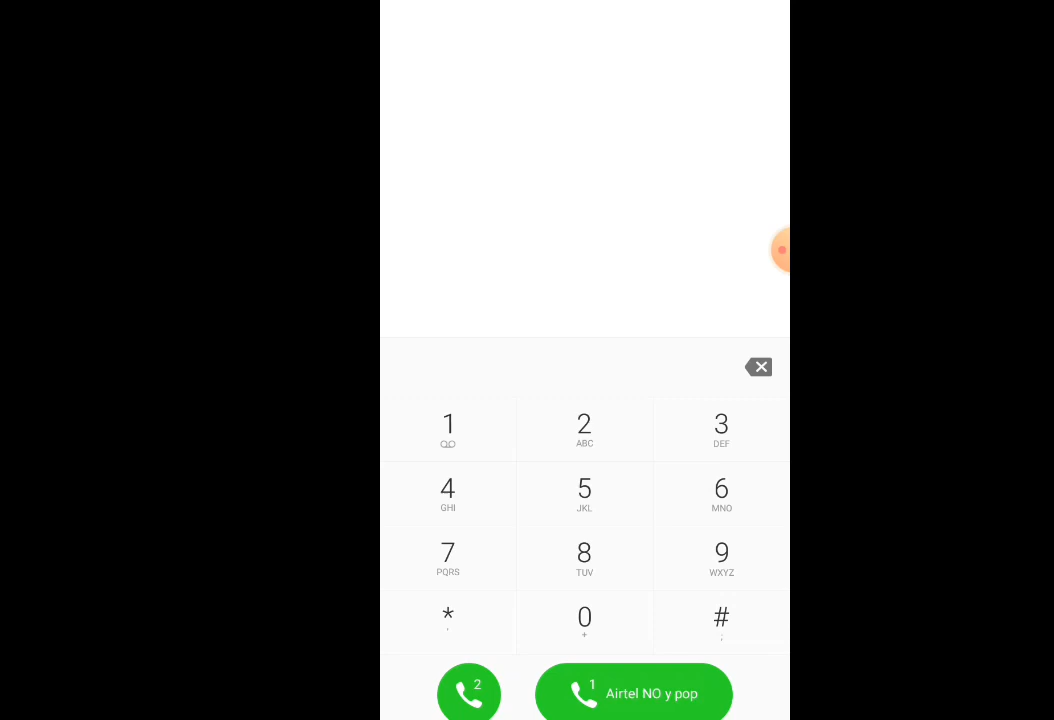 1 2 3
ABC DEF
4 5 6
GHI JKL MNO
7 8 9
PQRS TUV WXYZ
* 0 #
, + ;
2 1 Airtel NO y pop